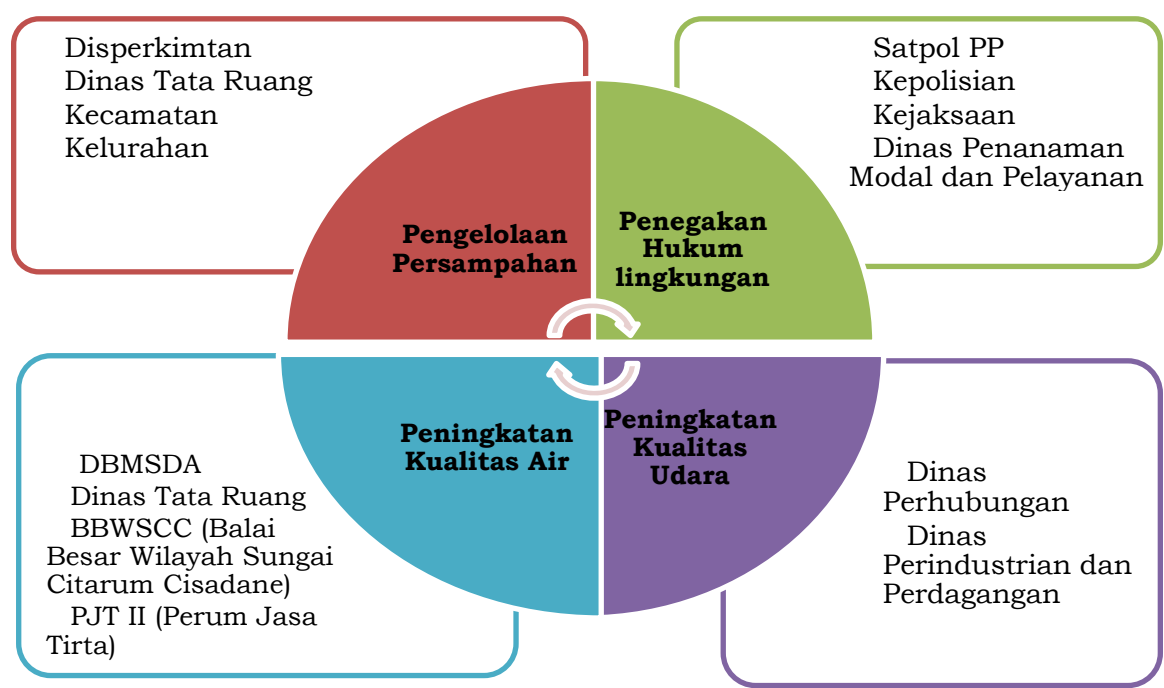 Disperkimtan
Dinas Tata Ruang
Kecamatan
Kelurahan
Satpol PP
Kepolisian
Kejaksaan
Dinas Penanaman
Modal dan Pelayanan
Pengelolaan
Persampahan
Penegakan
Hukum
lingkungan
Peningkatan
Kualitas Air
Peningkatan
Kualitas
Udara
DBMSDA
Dinas Tata Ruang
BBWSCC (Balai
Besar Wilayah Sungai
Citarum Cisadane)
PJT II (Perum Jasa
Tirta)
Dinas
Perhubungan
Dinas
Perindustrian dan
Perdagangan